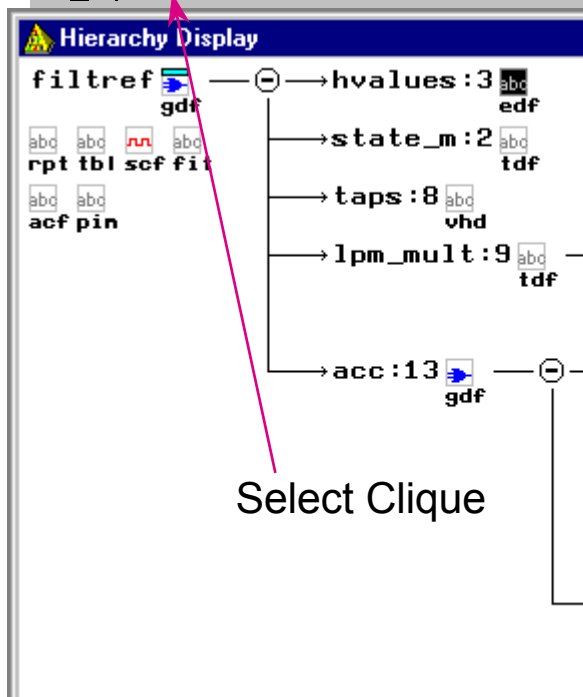 Hierarchy Display
filtref gdf
hvalues:3 edf
rpt tbl scf fit
acf pin
state_m:2 tdf
taps:8 vhd
lpm_mult:9 tdf
acc:13 gdf
Select Clique